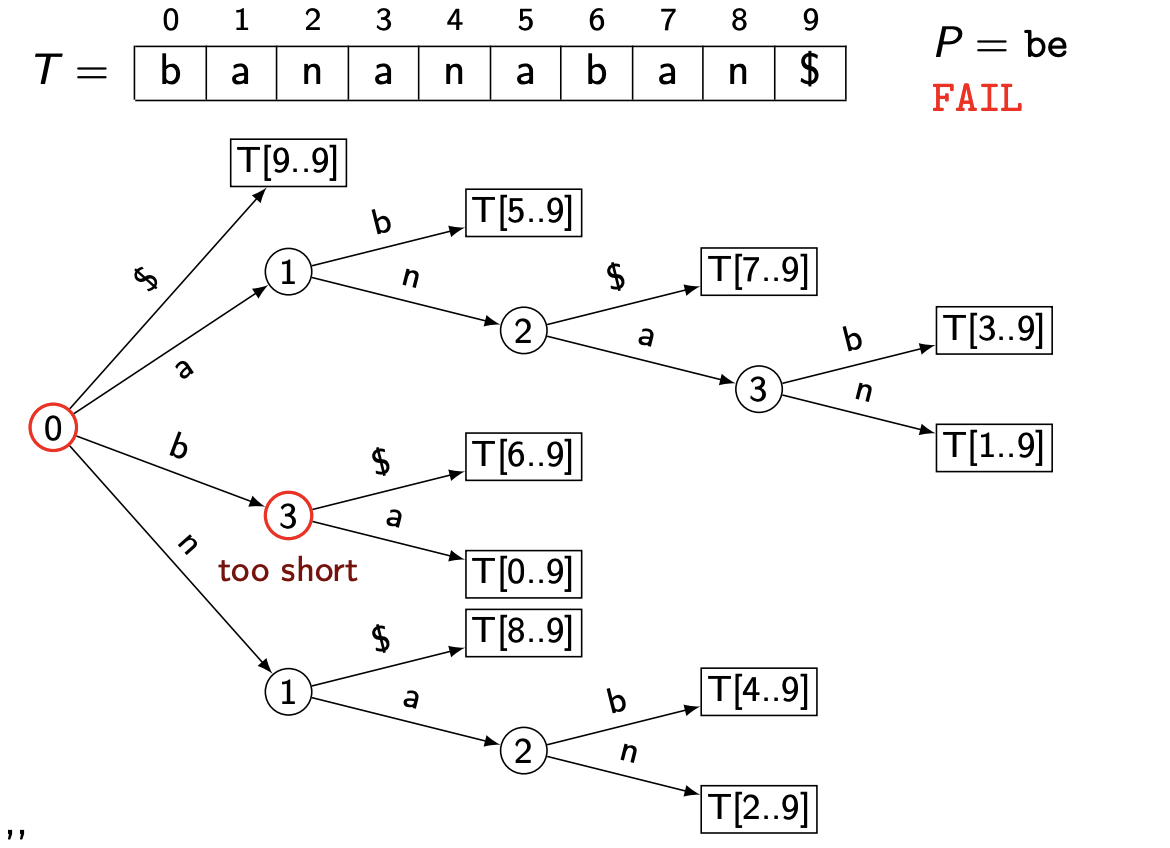 0 1 2 3 4 5 6 7 8 9
T = b a n a n a b a n $
P = be
FAIL
T[9..9]
b
T[5..9]
$
1
n
$
T[7..9]
2
a
b
T[3..9]
a
3
n
T[1..9]
0
b
$
T[6..9]
3
a
n
too short
T[0..9]
$
T[8..9]
1
a
b
T[4..9]
2
n
T[2..9]
,,